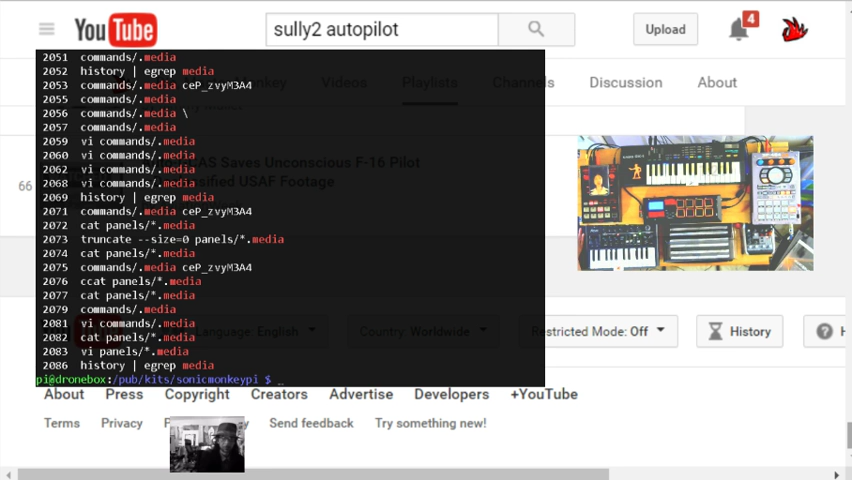 YouTube
sully2 autopilot
Upload
4
2051 commands/.media
2052 history | egrep media
2053 commands/.media ceP_zvyM3A4
2055 commands/.media
2056 commands/.media \
2057 commands/.media
2059 vi commands/.media
2060 vi commands/.media
2062 vi commands/.media
2068 vi commands/.media
2069 history | egrep media
2071 commands/.media ceP_zvyM3A4
2072 cat panels/*.media
2073 truncate --size=0 panels/*.media
2074 cat panels/*.media
2075 commands/.media ceP_zvyM3A4
2076 ccat panels/*.media
2077 cat panels/*.media
2079 commands/.media
2081 vi commands/.media
2082 cat panels/*.media
2083 vi panels/*.media
2086 history | egrep media
pi@dronebox:/pub/kits/sonicmonkeypi $ _
Videos Playlists Channels Discussion About
66
CAS Saves Unconscious F-16 Pilot
USAF Footage
Language: English Country: Worldwide Restricted Mode: Off History
About Press Copyright Creators Advertise Developers +YouTube
Terms Privacy Send feedback Try something new!